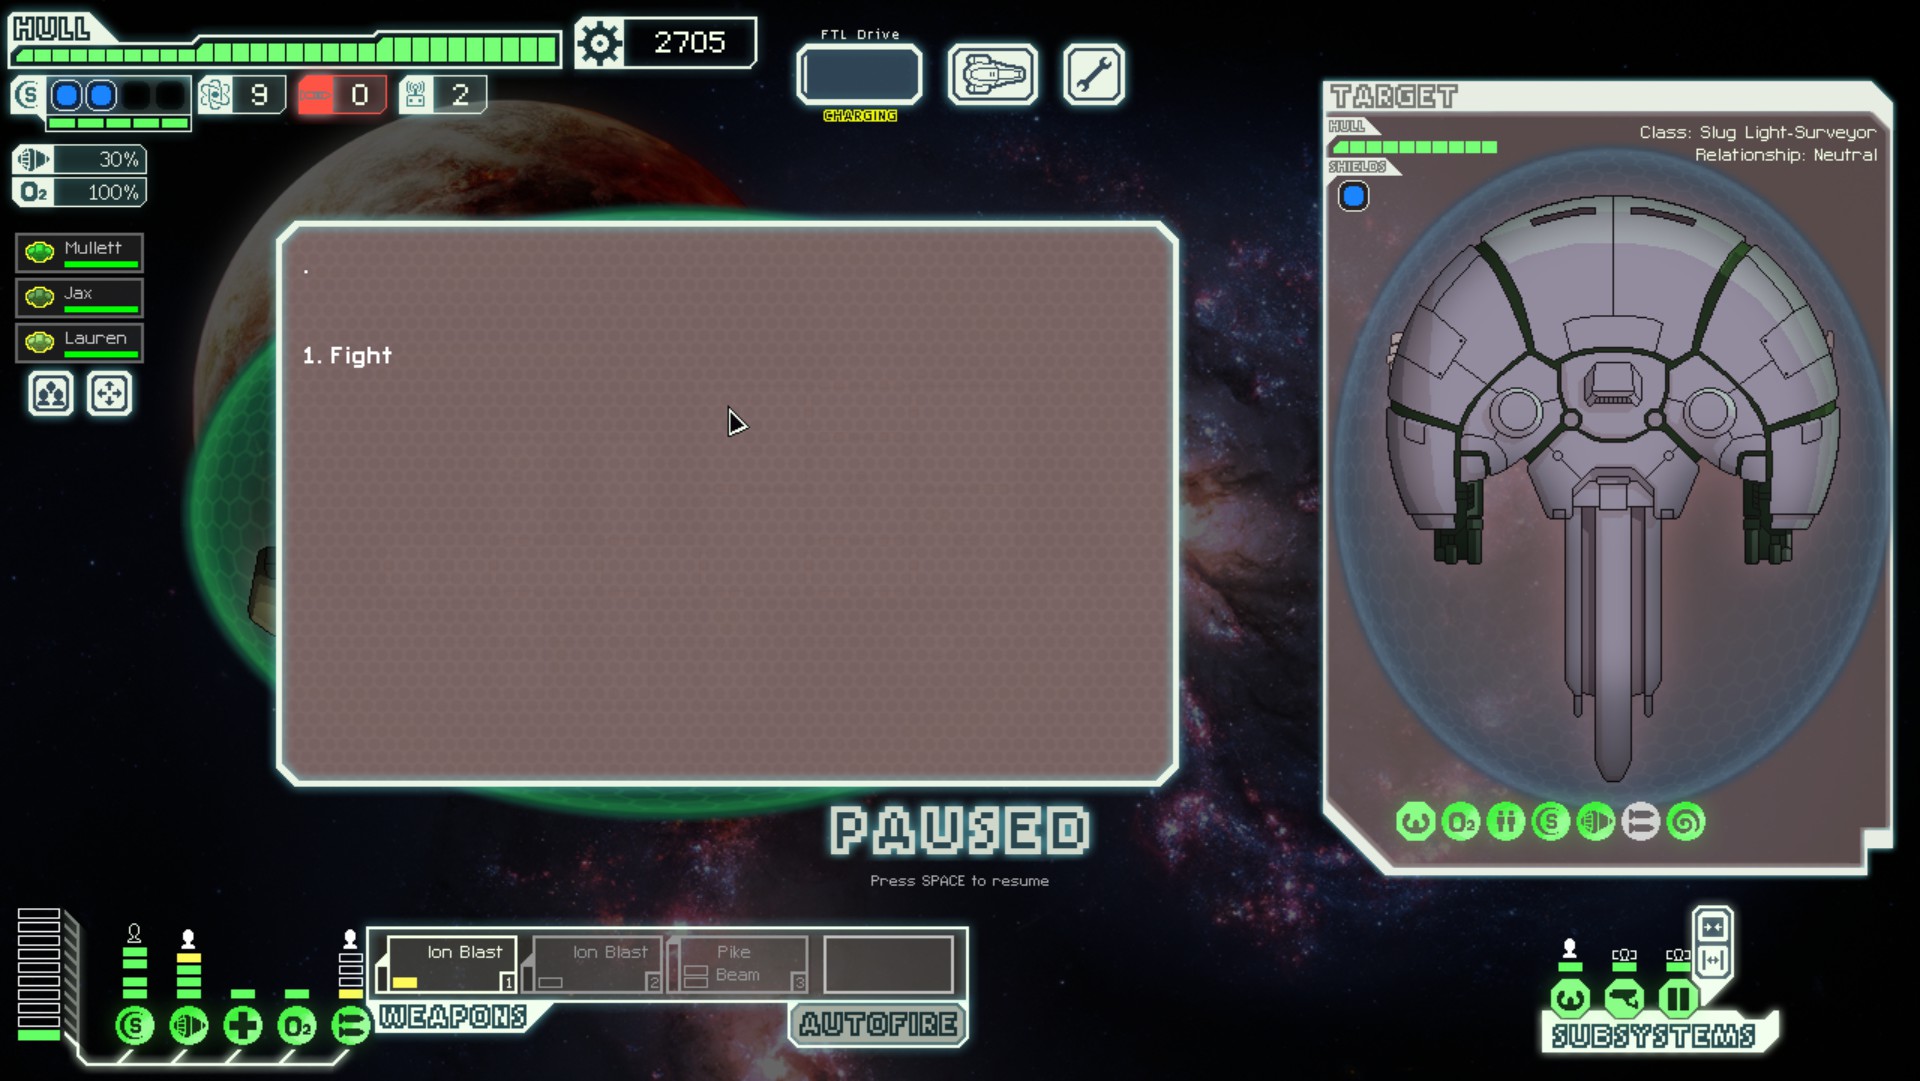 HULL
2705
FTL Drive
CHARGING
S
9
0
2
30%
O2
100%
Mullett
Jax
Lauren
.
1. Fight
TARGET
HULL
Class: Slug Light-Surveyor
Relationship: Neutral
SHIELDS
O2
S
PAUSED
Press SPACE to resume
Ion Blast
1
Ion Blast
2
Pike
Beam
3
S
O2
WEAPONS
AUTOFIRE
SUBSYSTEMS